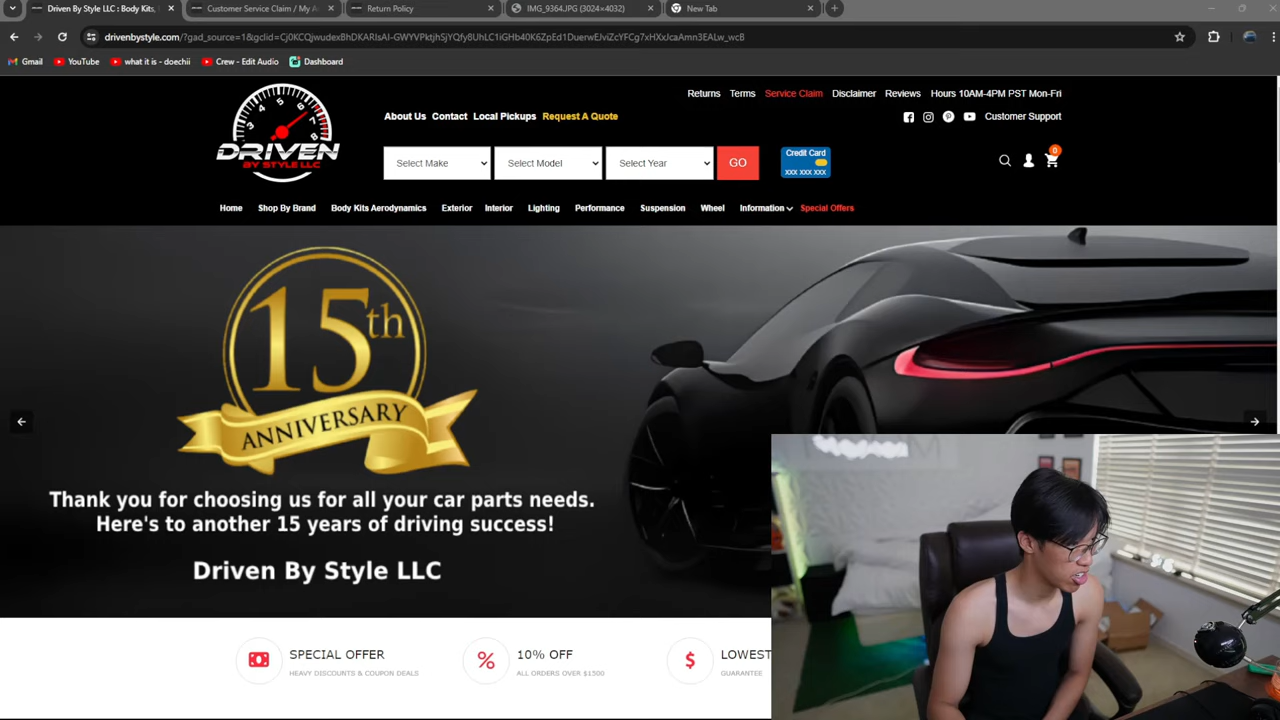 Driven By Style LLC : Body Kits,
Customer Service Claim / My A
Return Policy
IMG_9364.JPG (3024×4032)
New Tab
drivenbystyle.com/?gad_source=1&gclid=Cj0KCQjwudexBhDKARIsAI-GWYVPktjhSjYQfy8UhLC1iGHb40K6ZpEd1DuerwEJviZcYFCg7xHXxJcaAmn3EALw_wcB
Gmail
YouTube
what it is - doechii
Crew - Edit Audio
Dashboard
Returns
Terms
Service Claim
Disclaimer
Reviews
Hours 10AM-4PM PST Mon-Fri
About Us
Contact
Local Pickups
Request A Quote
Customer Support
DRIVEN
BY STYLE LLC
Select Make
Select Model
Select Year
GO
Credit Card
xxx xxx xxx
0
Home
Shop By Brand
Body Kits Aerodynamics
Exterior
Interior
Lighting
Performance
Suspension
Wheel
Information
Special Offers
15th
ANNIVERSARY
Thank you for choosing us for all your car parts needs.
Here's to another 15 years of driving success!
Driven By Style LLC
SPECIAL OFFER
HEAVY DISCOUNTS & COUPON DEALS
10% OFF
ALL ORDERS OVER $1500
LOWEST
GUARANTEE